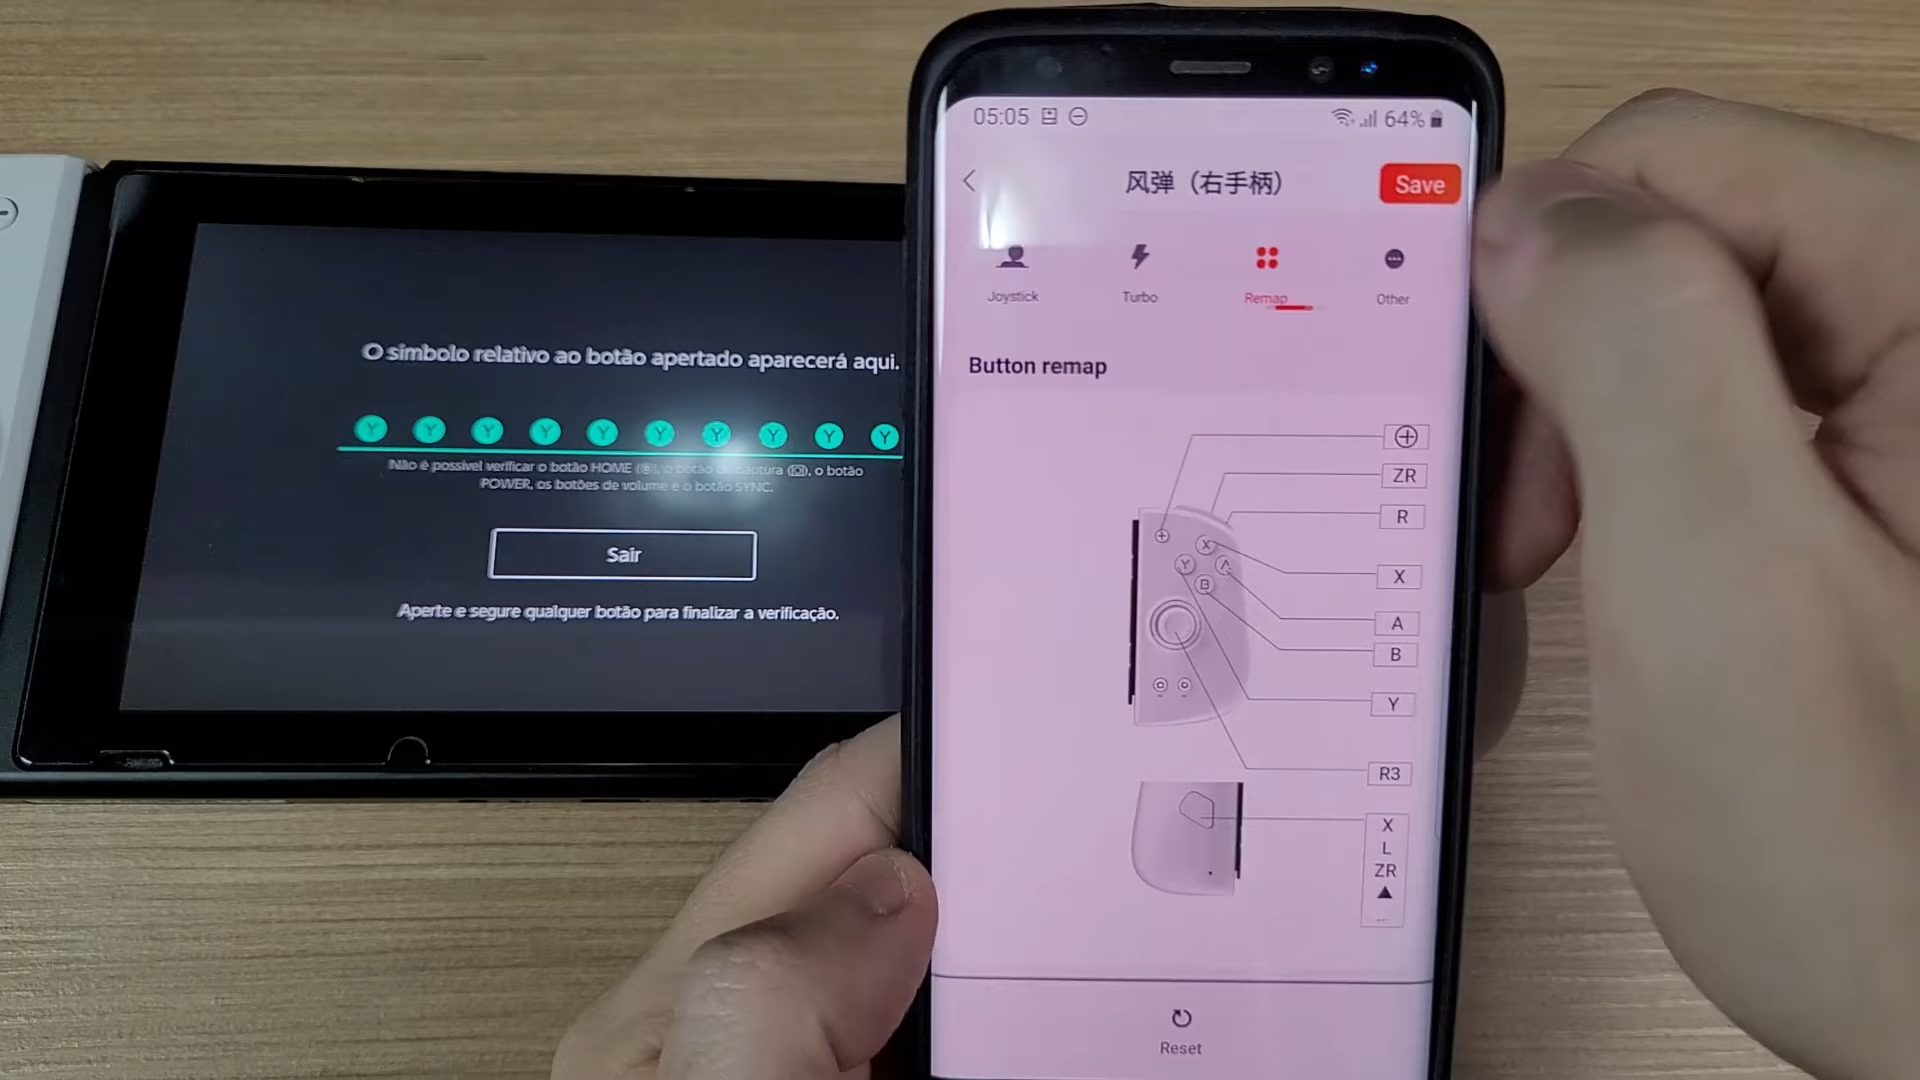 O símbolo relativo ao botão apertado aparecerá aqui.
Y Y Y Y Y Y Y Y Y Y
Não é possível verificar o botão HOME (), o botão de captura (), o botão
POWER, os botões de volume e o botão SYNC.
Sair
Aperte e segure qualquer botão para finalizar a verificação.
05:05
64%
风弹（右手柄）
Save
Joystick
Turbo
Remap
Other
Button remap
ZR
R
X
A
B
Y
R3
X
Y
A
B
X
L
ZR
▲
...
Reset